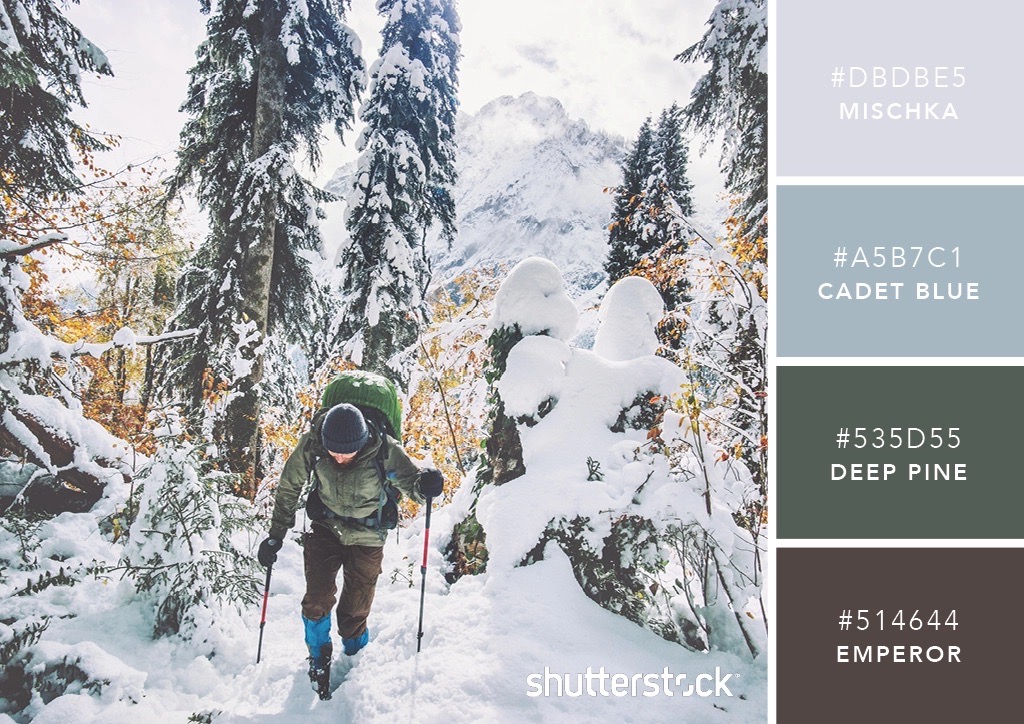 #DBDBE5
MISCHKA
#A5B7C1
CADET BLUE
#535D55
DEEP PINE
#514644
EMPEROR
shutterstock